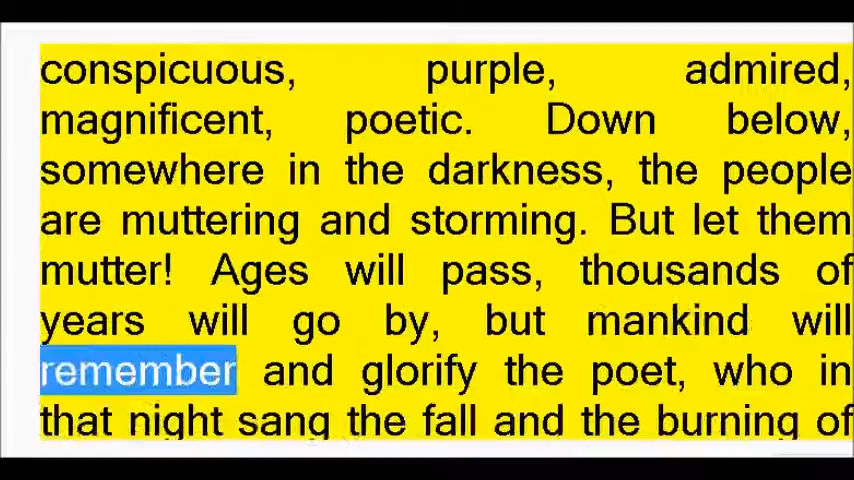 conspicuous, purple, admired,
magnificent, poetic. Down below,
somewhere in the darkness, the people
are muttering and storming. But let them
mutter! Ages will pass, thousands of
years will go by, but mankind will
remember and glorify the poet, who in
that night sang the fall and the burning of